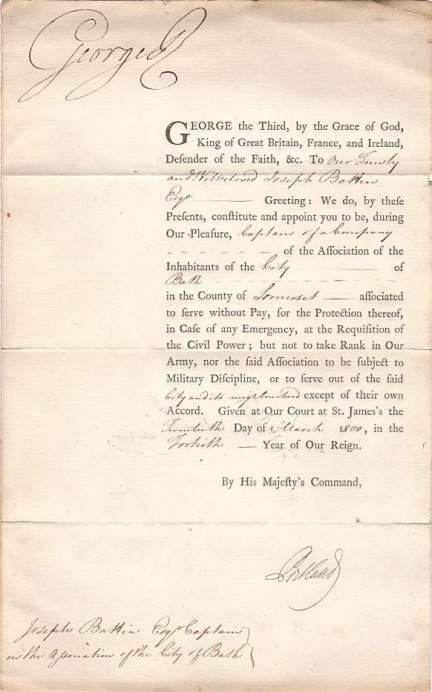 George R
GEORGE the Third, by the Grace of God,
King of Great Britain, France, and Ireland,
Defender of the Faith, &c. To Our Trusty
and Wellbeloved Joseph Battin
Esqr Greeting: We do, by these
Presents, conſtitute and appoint you to be, during
Our Pleaſure, Captain of a Company
of the Aſſociation of the
Inhabitants of the City of
Bath
in the County of Somerset aſſociated
to ſerve without Pay, for the Protection thereof,
in Caſe of any Emergency, at the Requiſition of
the Civil Power; but not to take Rank in Our
Army, nor the ſaid Aſſociation to be ſubject to
Military Diſcipline, or to ſerve out of the ſaid
City and its neighbourhood except of their own
Accord. Given at Our Court at St. James's the
Twentieth Day of March 1800, in the
Fortieth Year of Our Reign.
By His Majeſty's Command,
Portland
Joseph Battin Esqr Captain
in the Aſsociation of the City of Bath